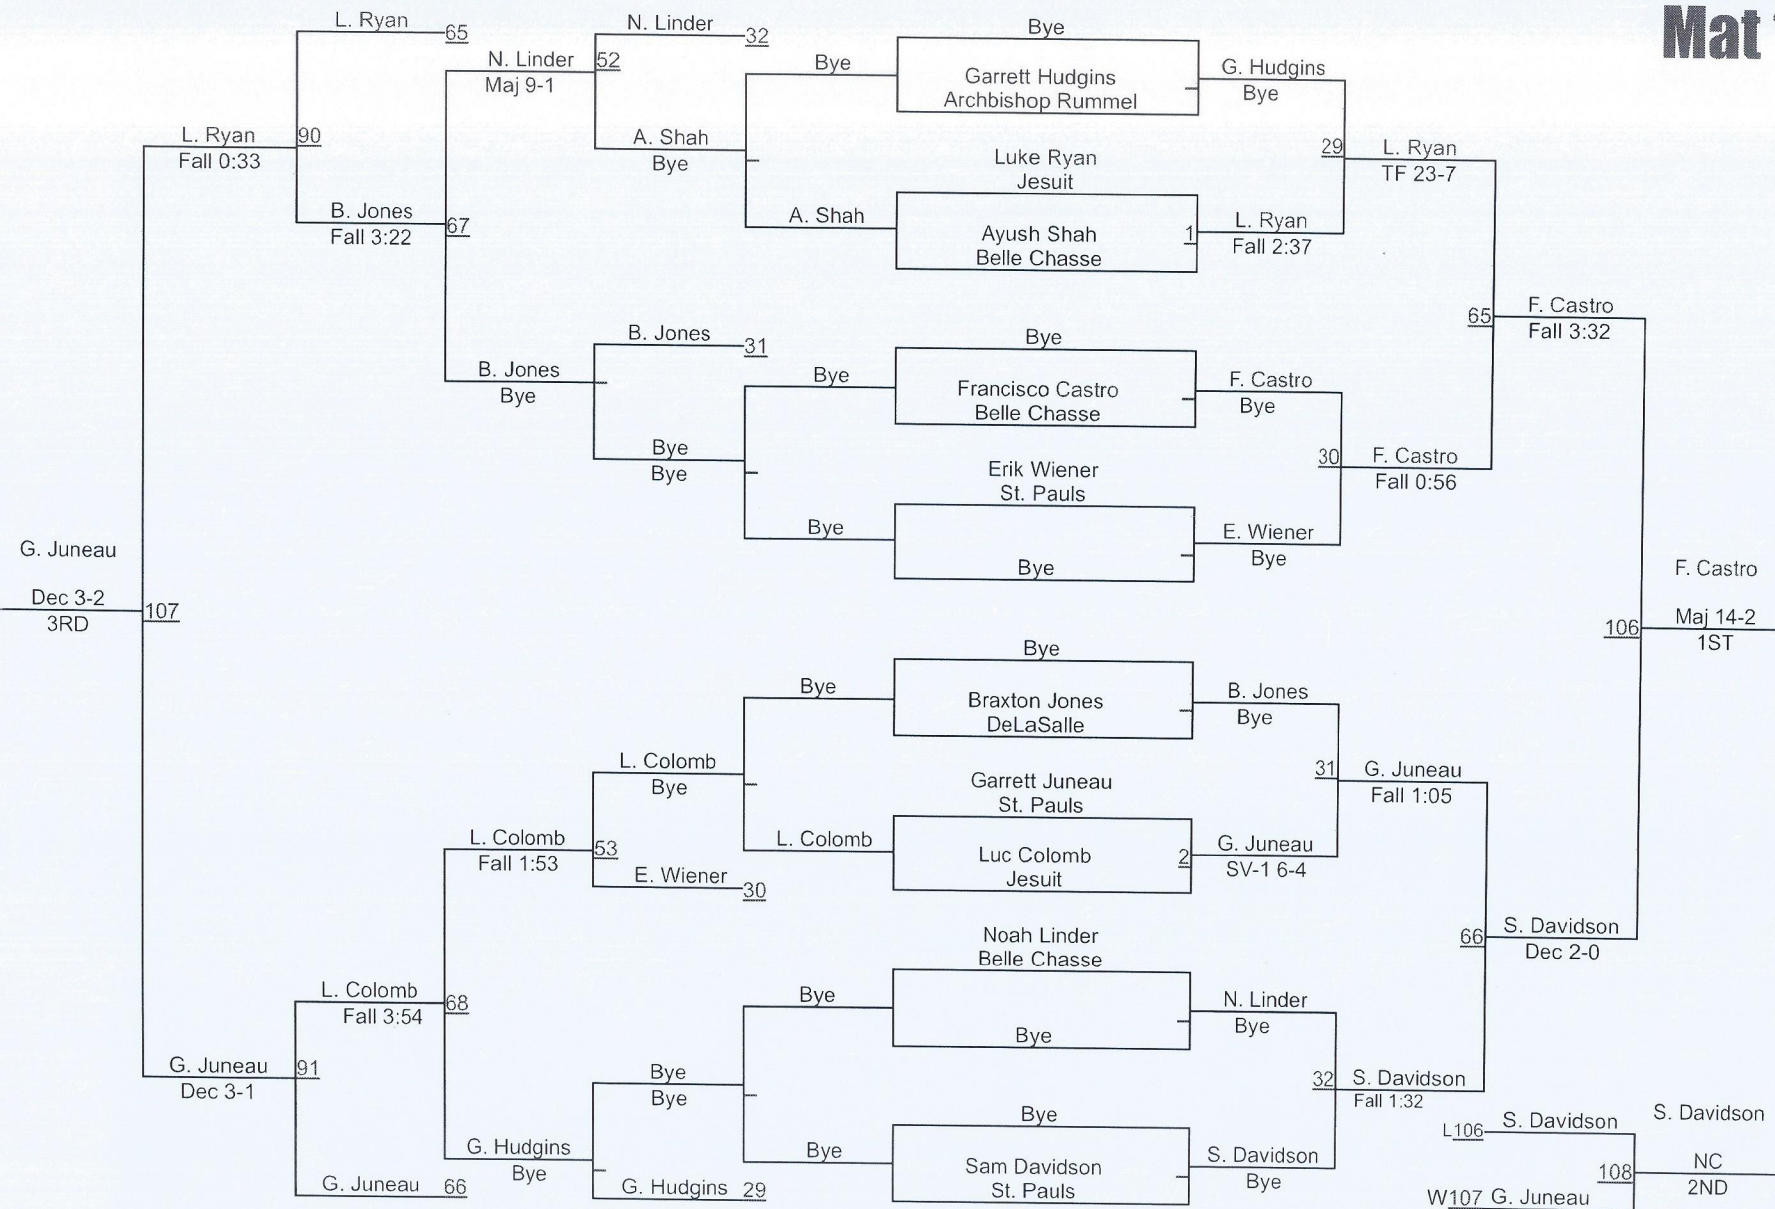 Mat
L. Ryan
65
N. Linder
Maj 9-1
N. Linder
32
52
A. Shah
Bye
L. Ryan
Fall 0:33
90
B. Jones
Fall 3:22
67
B. Jones
Bye
B. Jones
31
Bye
Bye
Bye
A. Shah
Bye
Bye
Bye
Garrett Hudgins
Archbishop Rummel
G. Hudgins
Bye
Luke Ryan
Jesuit
Ayush Shah
Belle Chasse
1
L. Ryan
Fall 2:37
29
L. Ryan
TF 23-7
Bye
Francisco Castro
Belle Chasse
F. Castro
Bye
Erik Wiener
St. Pauls
Bye
E. Wiener
Bye
30
F. Castro
Fall 0:56
65
F. Castro
Fall 3:32
G. Juneau
Dec 3-2
3RD
107
F. Castro
106
Maj 14-2
1ST
Bye
Braxton Jones
DeLaSalle
B. Jones
Bye
Bye
L. Colomb
Bye
L. Colomb
Garrett Juneau
St. Pauls
Luc Colomb
Jesuit
2
G. Juneau
SV-1 6-4
31
G. Juneau
Fall 1:05
L. Colomb
Fall 1:53
53
E. Wiener
30
Noah Linder
Belle Chasse
Bye
N. Linder
Bye
66
S. Davidson
Dec 2-0
L. Colomb
Fall 3:54
68
Bye
G. Juneau
Dec 3-1
91
Bye
Bye
32
S. Davidson
Fall 1:32
G. Hudgins
Bye
Bye
Bye
Sam Davidson
St. Pauls
S. Davidson
Bye
G. Juneau
66
G. Hudgins
29
L106
S. Davidson
S. Davidson
108
NC
2ND
W107 G. Juneau